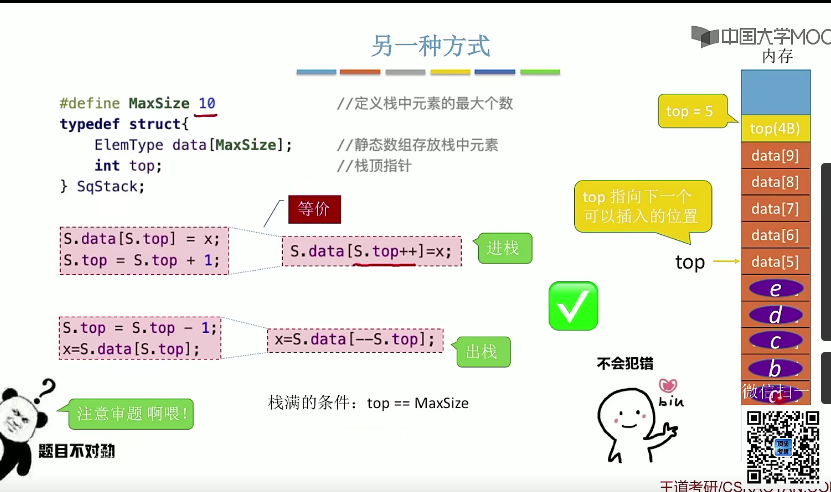 另一种方式
中国大学MOO
内存
#define MaxSize 10 //定义栈中元素的最大个数
typedef struct{
ElemType data[MaxSize]; //静态数组存放栈中元素
int top; //栈顶指针
} SqStack;
等价
S.data[S.top] = x;
S.top = S.top + 1;
S.data[S.top++]=x;
进栈
S.top = S.top - 1;
x=S.data[S.top];
x=S.data[--S.top];
出栈
栈满的条件：top == MaxSize
注意审题 啊喂！
题目不对劲
不会犯错
biu
top = 5
top 指向下一个
可以插入的位置
top
top(4B)
data[9]
data[8]
data[7]
data[6]
data[5]
e
d
c
b
微信扫一
王道考研/CSKAOYAN.COM